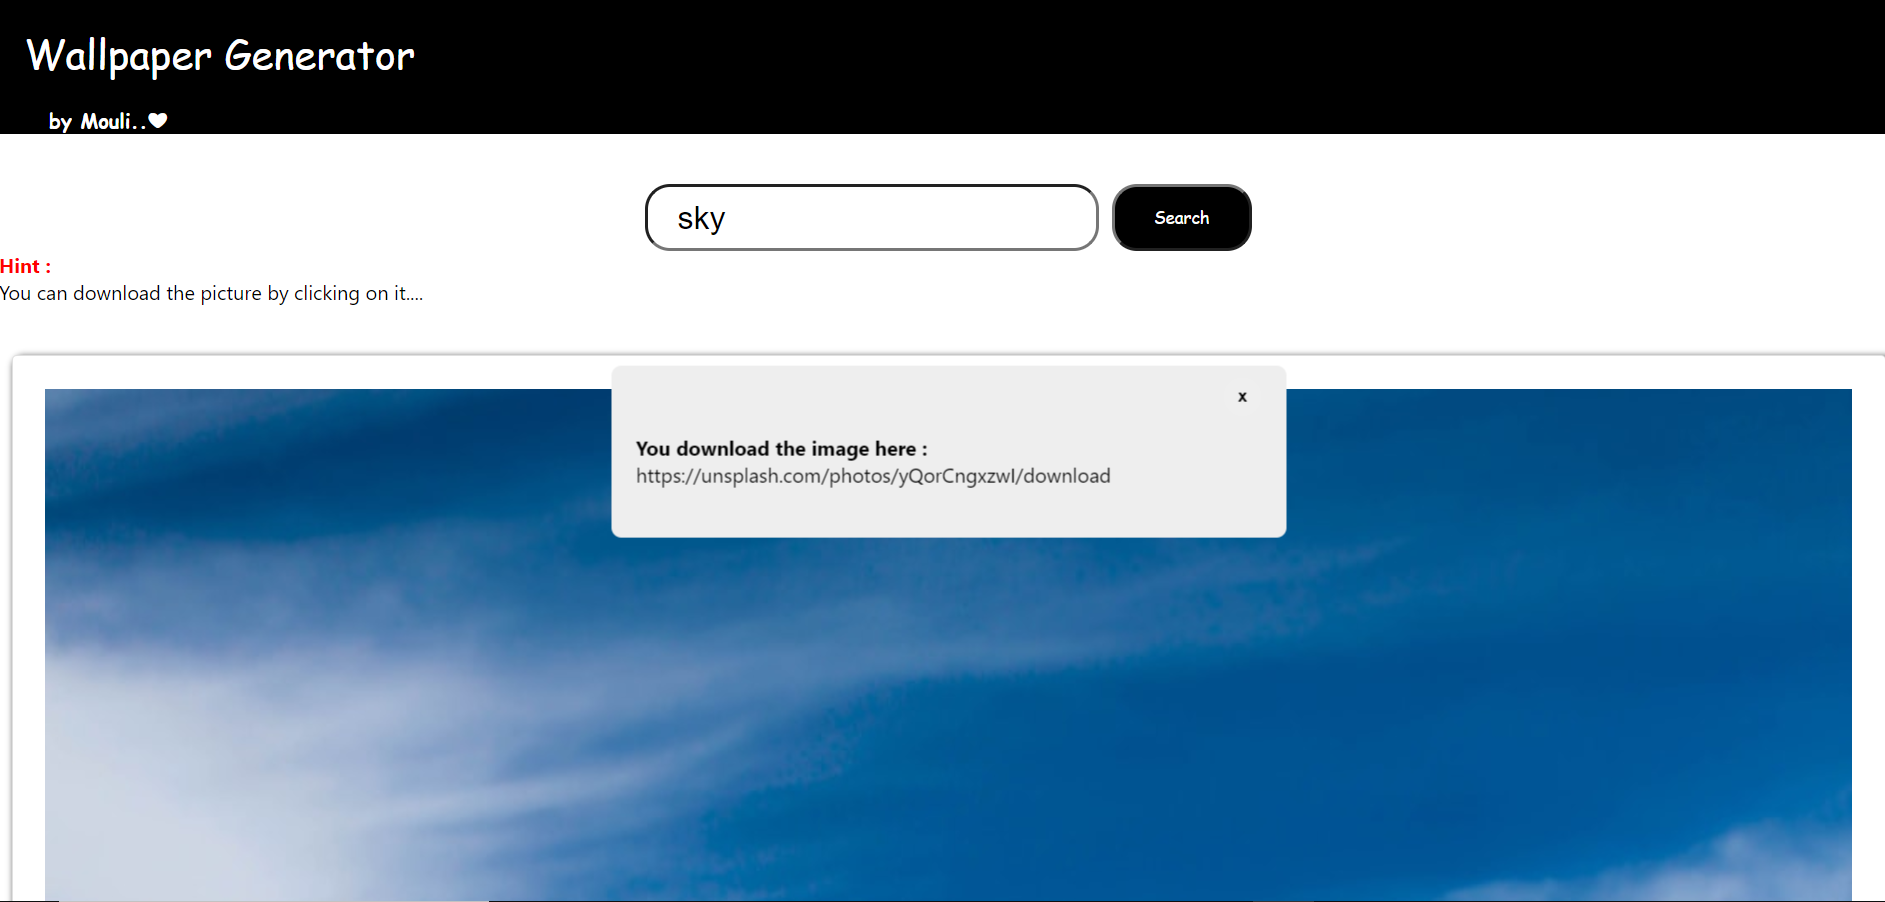 Wallpaper Generator
by Mouli..🖤
sky
Search
Hint :
You can download the picture by clicking on it....
x
You download the image here :
https://unsplash.com/photos/yQorCngxzwI/download